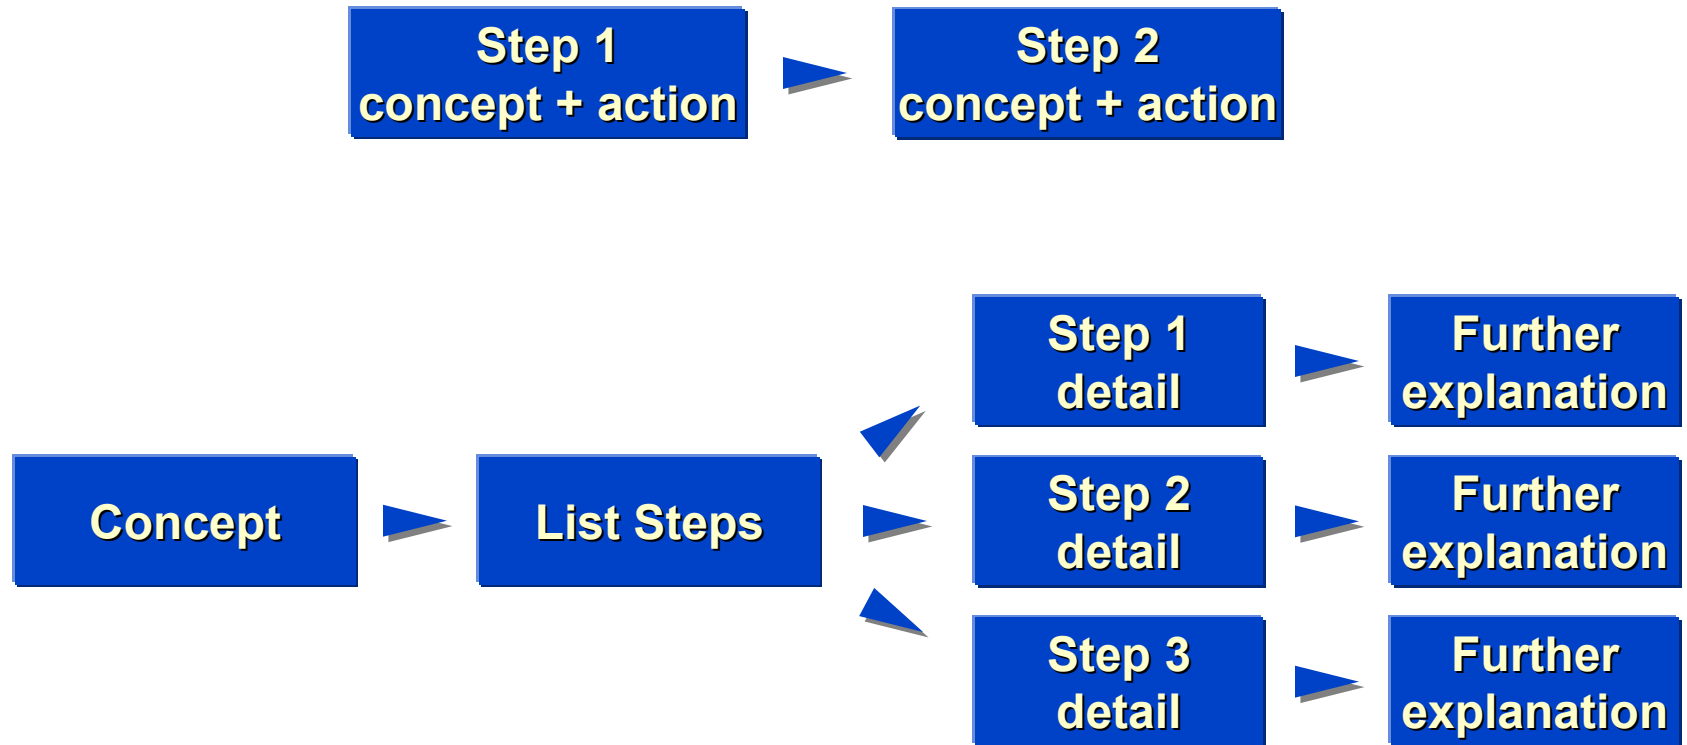 Step 1
concept + action
Step 2
concept + action
Concept
List Steps
Step 1
detail
Further
explanation
Step 2
detail
Further
explanation
Step 3
detail
Further
explanation